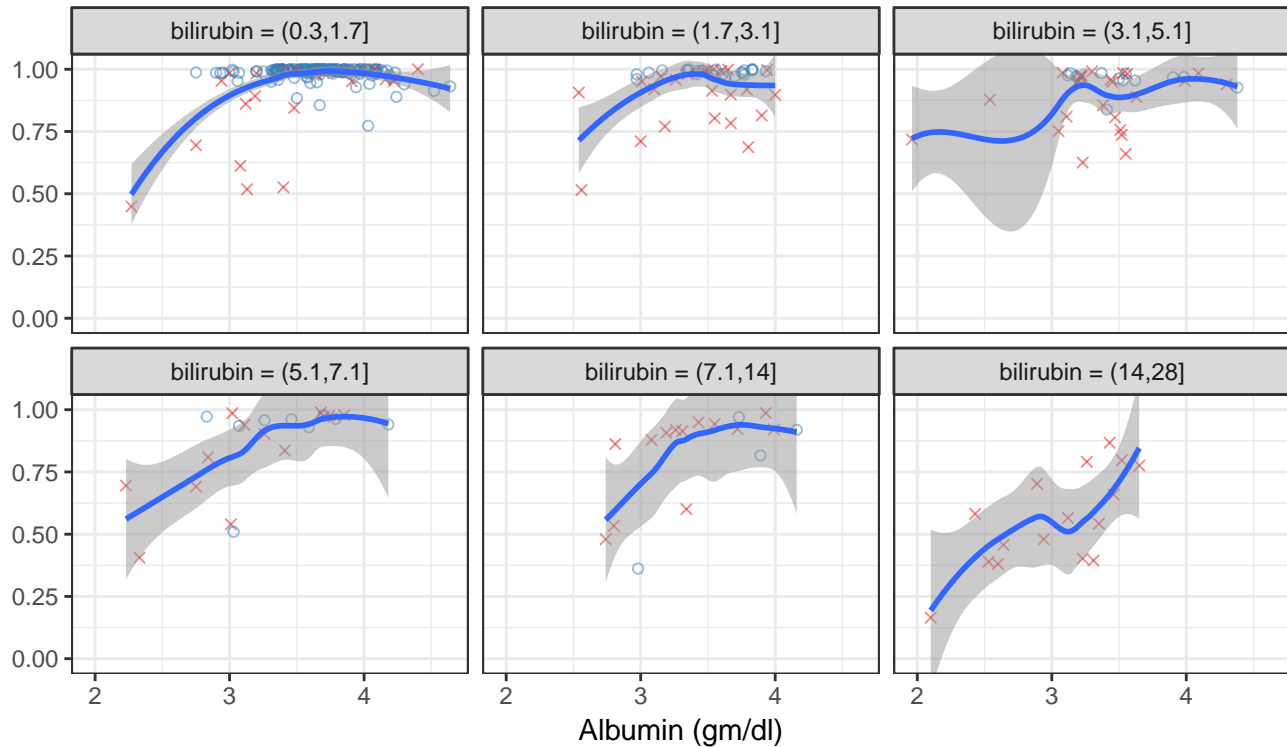 bilirubin = (0.3,1.7] bilirubin = (1.7,3.1] bilirubin = (3.1,5.1]
1.00
0.75
0.50
0.25
0.00
bilirubin = (5.1,7.1] bilirubin = (7.1,14] bilirubin = (14,28]
1.00
0.75
0.50
0.25
0.00
2 3 4 2 3 4 2 3 4
Albumin (gm/dl)